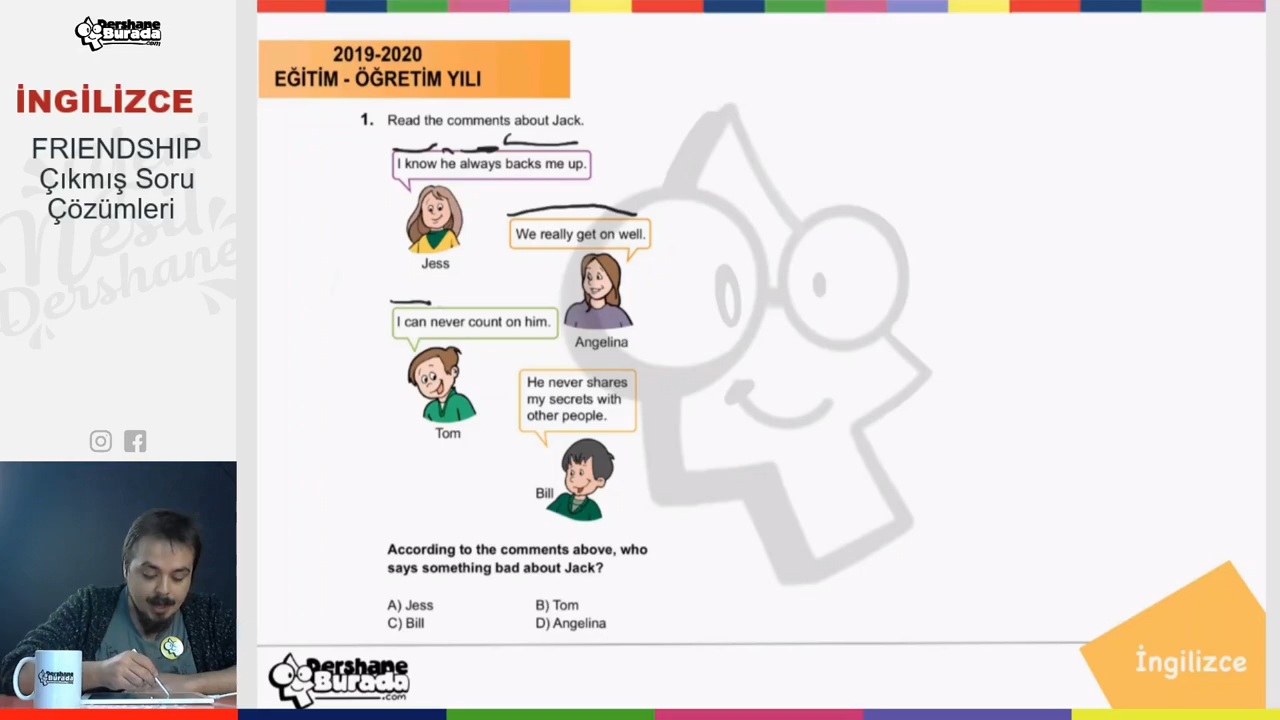 Dershane
Burada
.com
İNGİLİZCE
FRIENDSHIP
Çıkmış Soru
Çözümleri
Dershane
2019-2020
EĞİTİM - ÖĞRETİM YILI
1. Read the comments about Jack.
I know he always backs me up.
Jess
We really get on well.
Angelina
I can never count on him.
Tom
He never shares
my secrets with
other people.
Bill
According to the comments above, who
says something bad about Jack?
A) Jess B) Tom
C) Bill D) Angelina
Dershane
Burada
.com
İngilizce